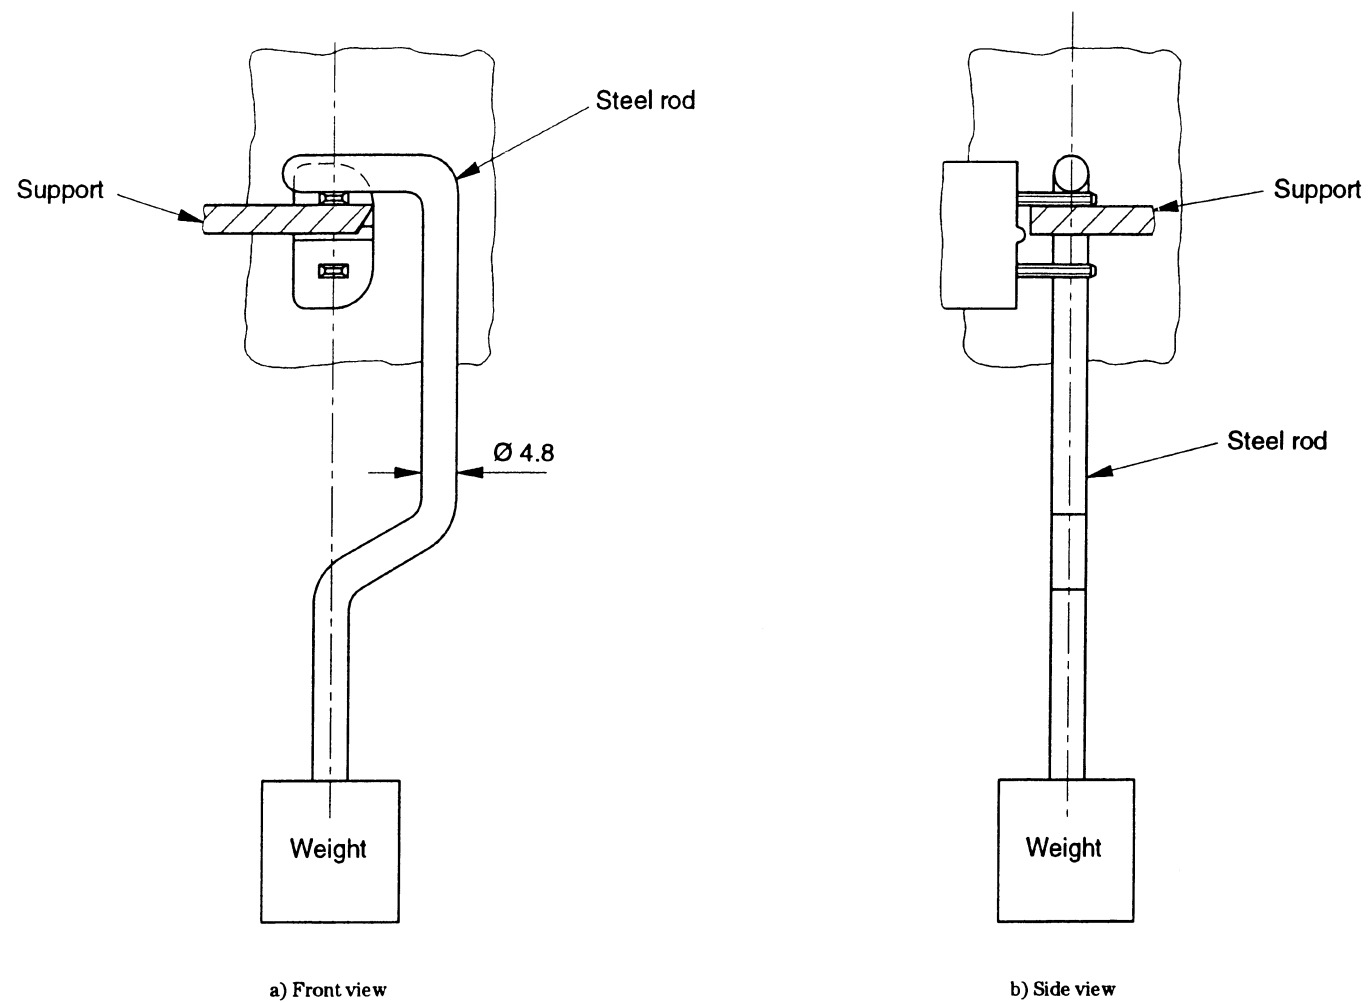 Steel rod
Support
Support
Steel rod
Ø 4.8
Weight
Weight
a) Front view
b) Side view